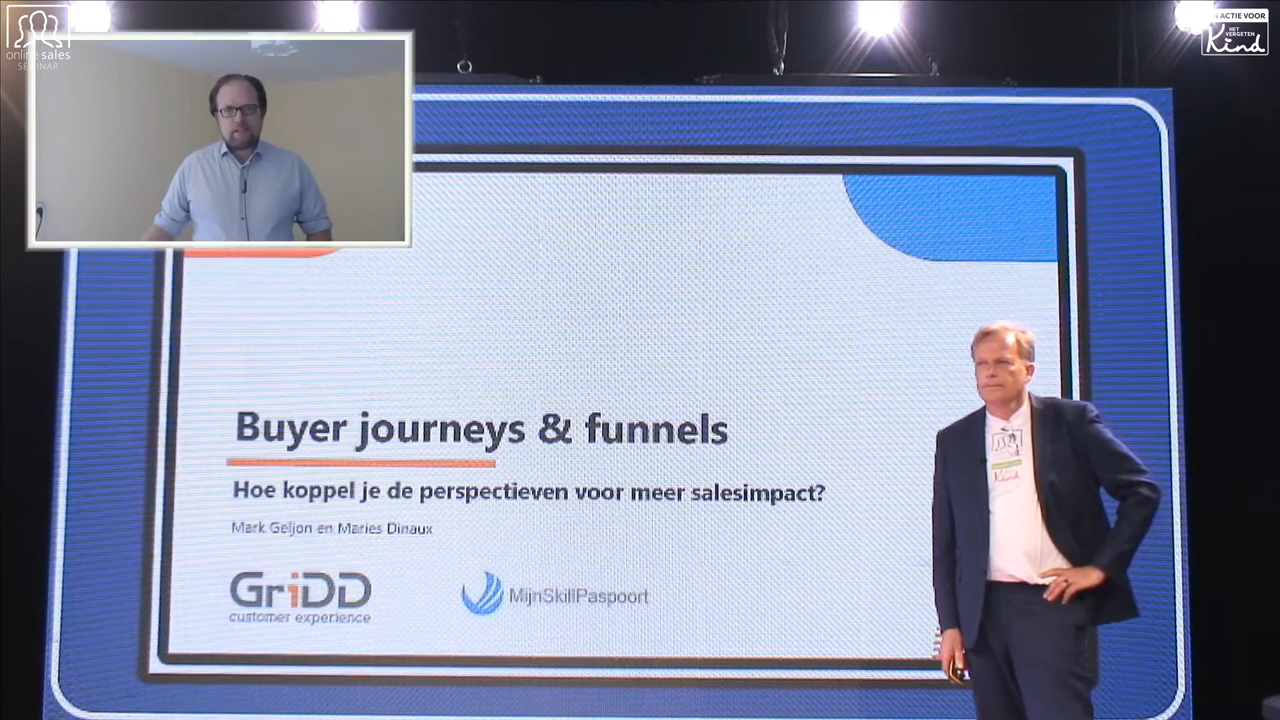 online sales
SEMINAR
IN ACTIE VOOR
HET
VERGETEN
Kind
Buyer journeys & funnels
Hoe koppel je de perspectieven voor meer salesimpact?
Mark Geljon en Maries Dinaux
GriDD
customer experience
MijnSkillPaspoort
Kind